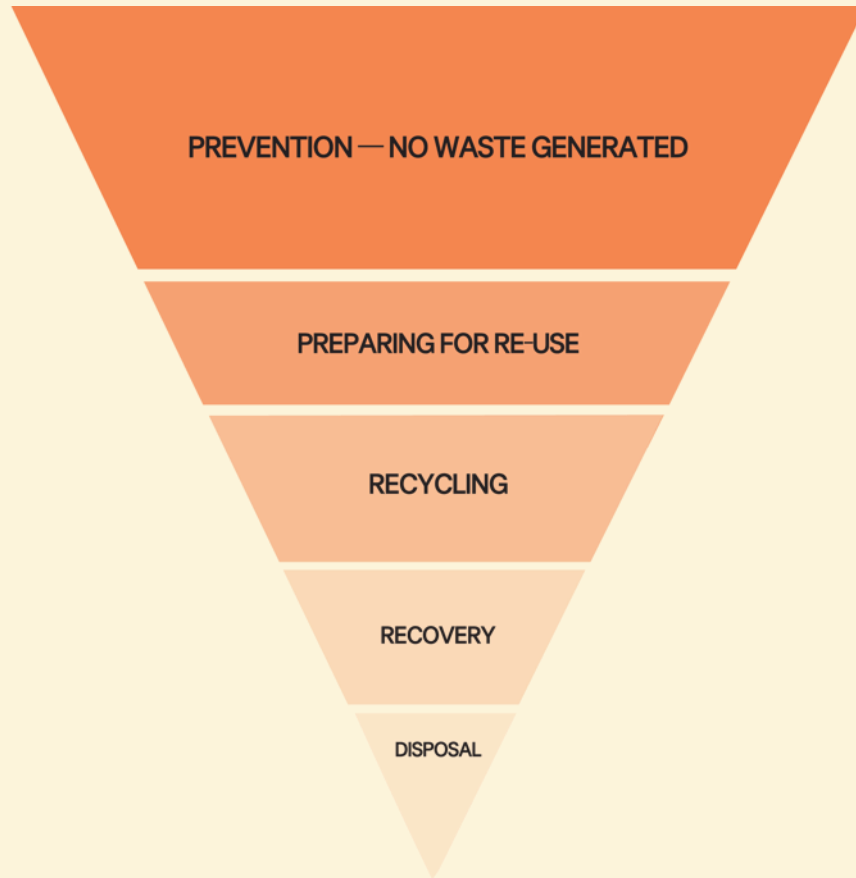 PREVENTION — NO WASTE GENERATED
PREPARING FOR RE-USE
RECYCLING
RECOVERY
DISPOSAL